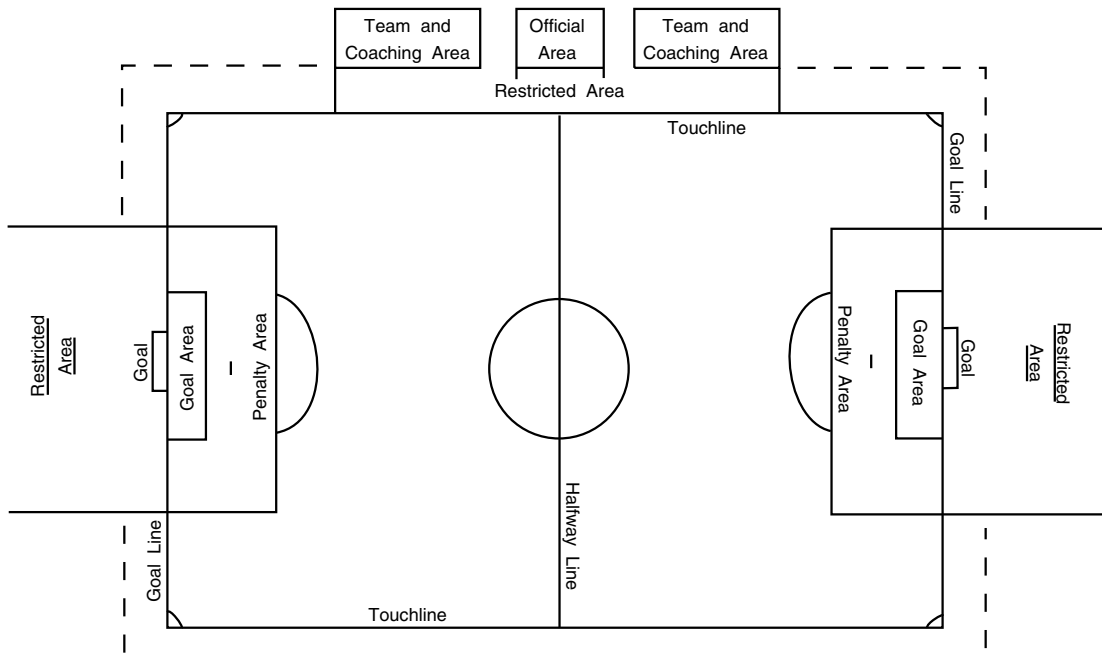 Team and
Coaching Area
Official
Area
Team and
Coaching Area
Restricted Area
Touchline
Goal Line
Restricted
Area
Goal
Goal Area
Penalty Area
Penalty Area
Goal Area
Goal
Restricted
Area
Goal Line
Halfway Line
Touchline